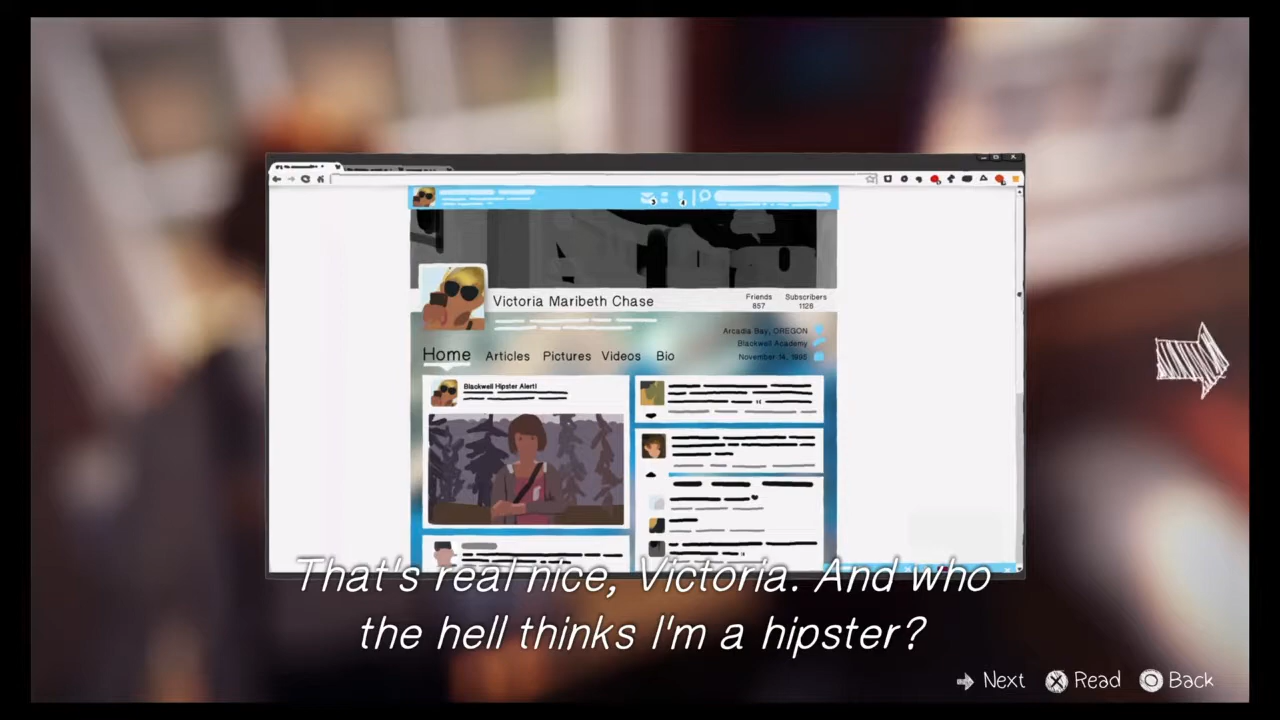 Victoria Maribeth Chase
Friends
857
Subscribers
1128
Arcadia Bay, OREGON
Blackwell Academy
November 14, 1995
Home Articles Pictures Videos Bio
Blackwell Hipster Alert!
That's real nice, Victoria. And who
the hell thinks I'm a hipster?
Next Read Back